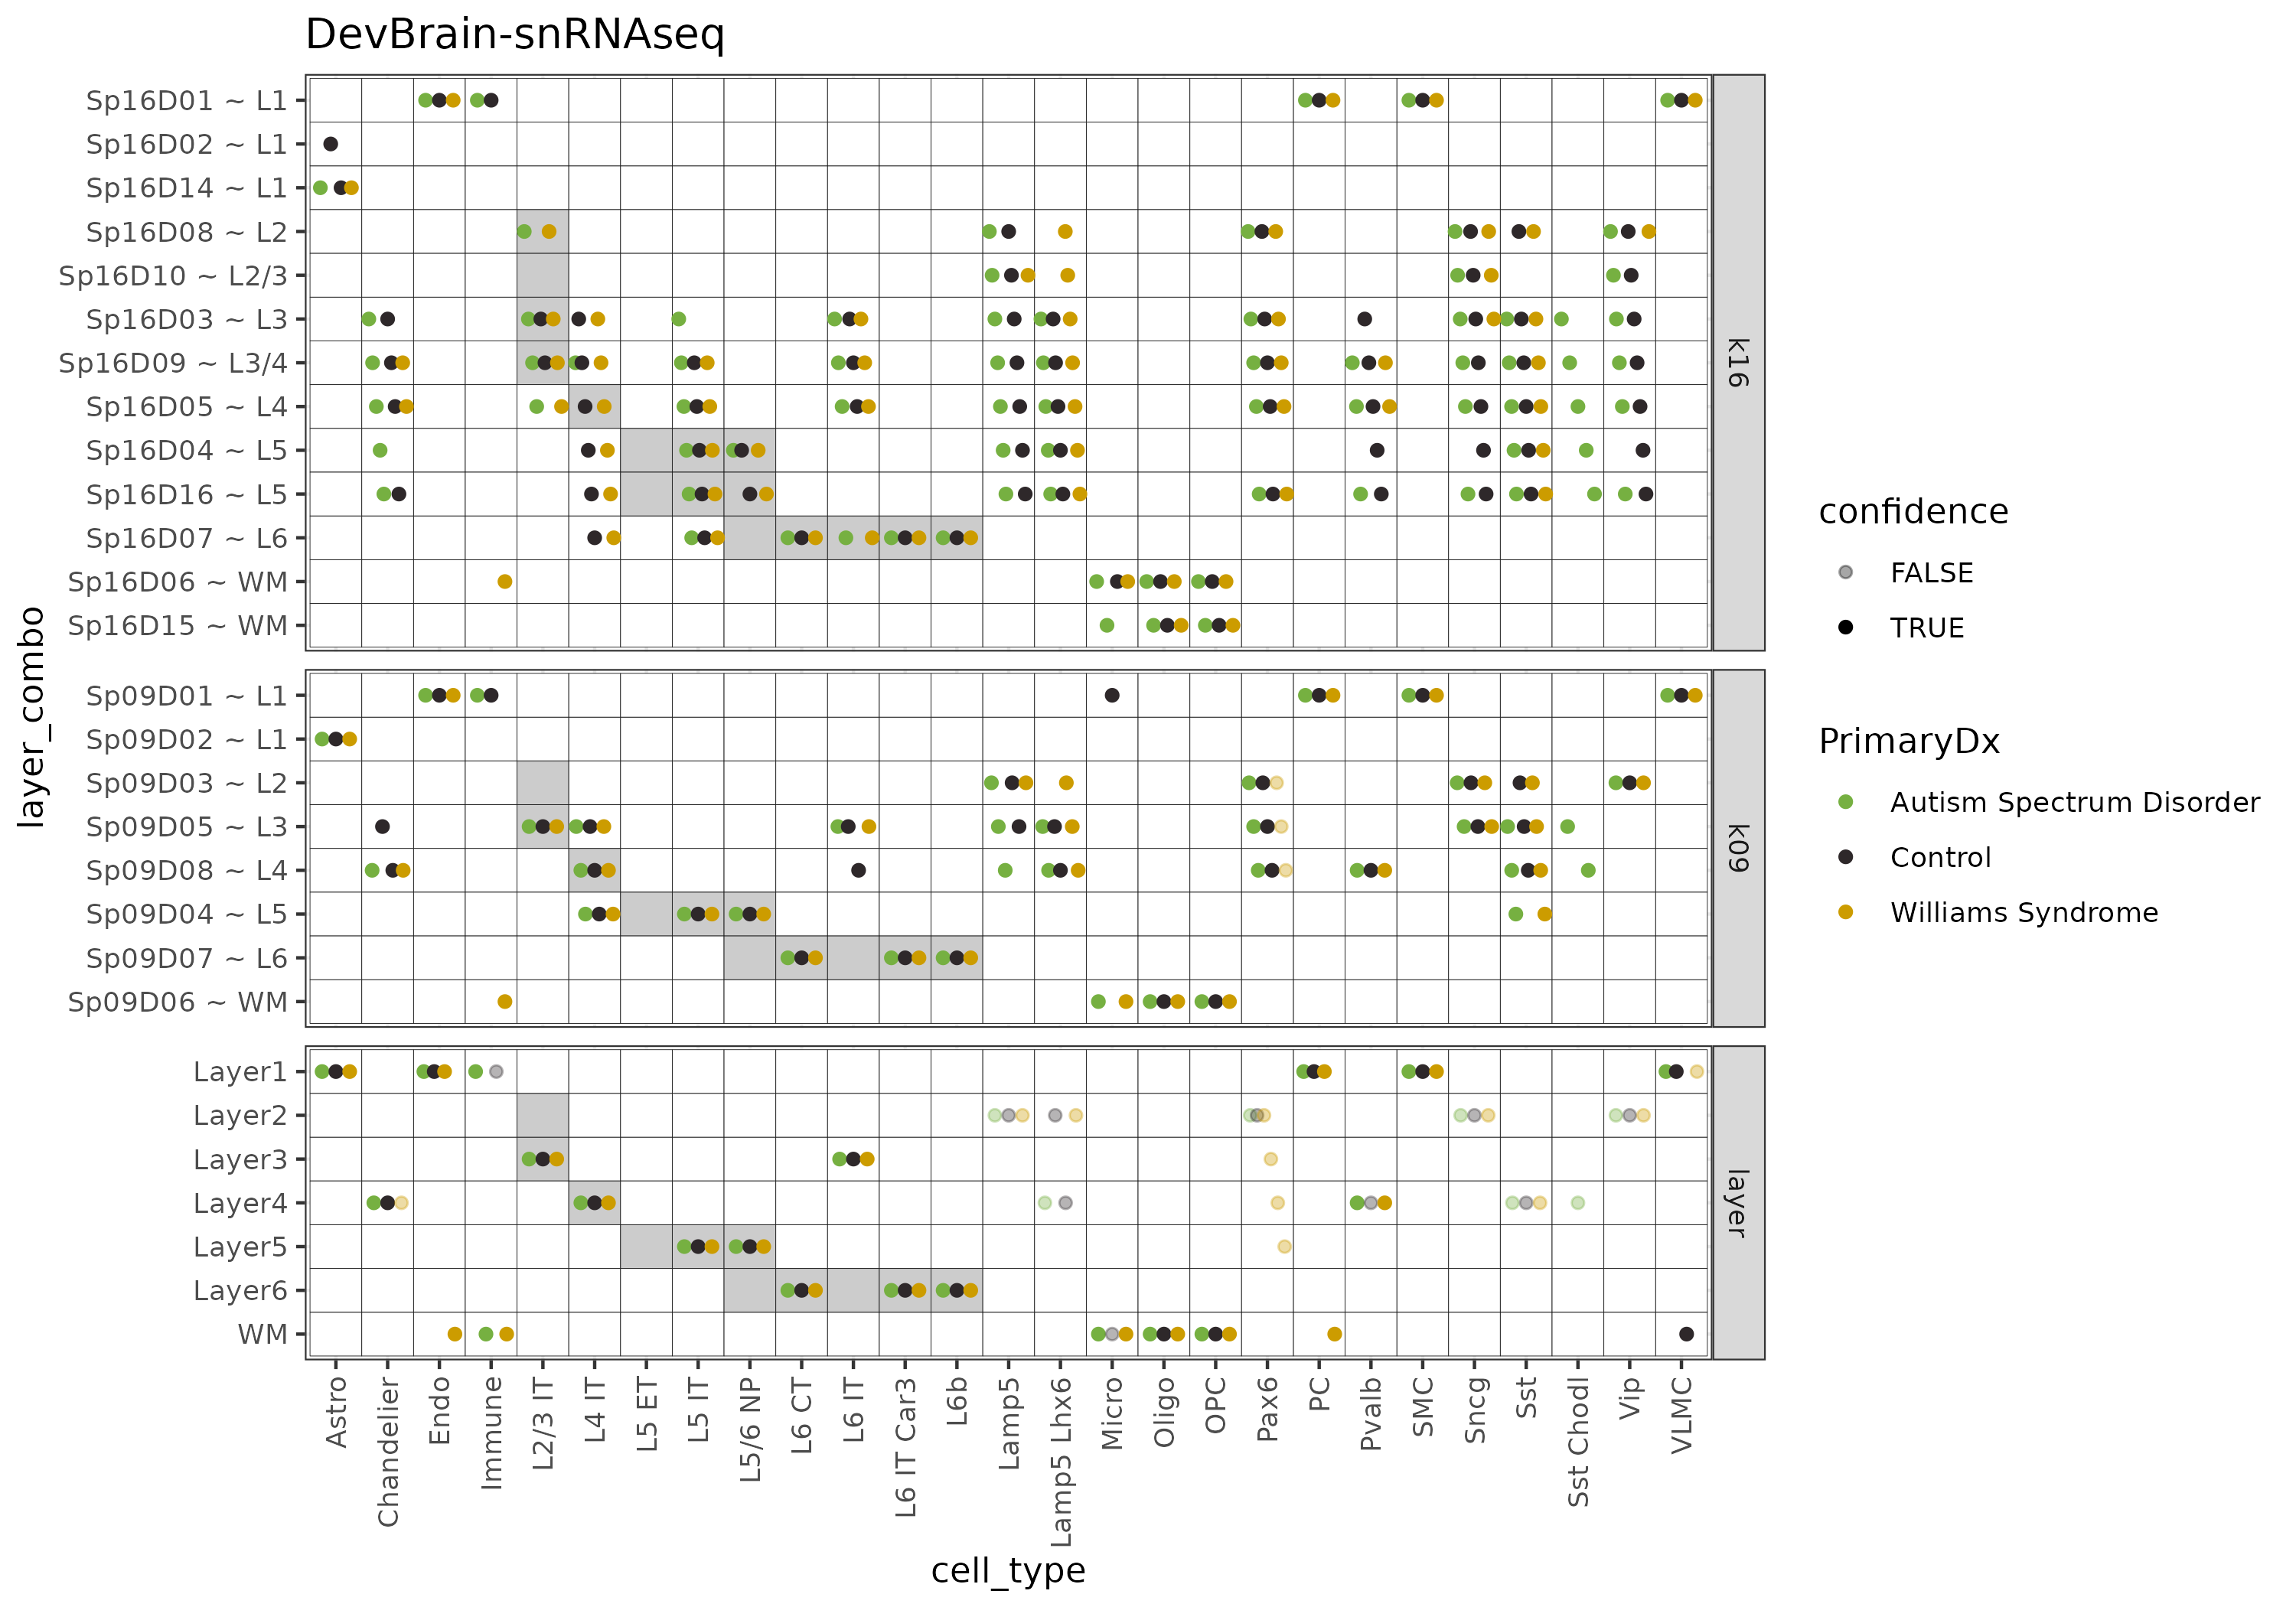 DevBrain-snRNAseq
layer_combo
Sp16D01 ~ L1
Sp16D02 ~ L1
Sp16D14 ~ L1
Sp16D08 ~ L2
Sp16D10 ~ L2/3
Sp16D03 ~ L3
Sp16D09 ~ L3/4
Sp16D05 ~ L4
Sp16D04 ~ L5
Sp16D16 ~ L5
Sp16D07 ~ L6
Sp16D06 ~ WM
Sp16D15 ~ WM
k16
Sp09D01 ~ L1
Sp09D02 ~ L1
Sp09D03 ~ L2
Sp09D05 ~ L3
Sp09D08 ~ L4
Sp09D04 ~ L5
Sp09D07 ~ L6
Sp09D06 ~ WM
k09
Layer1
Layer2
Layer3
Layer4
Layer5
Layer6
WM
layer
Astro
Chandelier
Endo
Immune
L2/3 IT
L4 IT
L5 ET
L5 IT
L5/6 NP
L6 CT
L6 IT
L6 IT Car3
L6b
Lamp5
Lamp5 Lhx6
Micro
Oligo
OPC
Pax6
PC
Pvalb
SMC
Sncg
Sst
Sst Chodl
Vip
VLMC
cell_type
confidence
FALSE
TRUE
PrimaryDx
Autism Spectrum Disorder
Control
Williams Syndrome